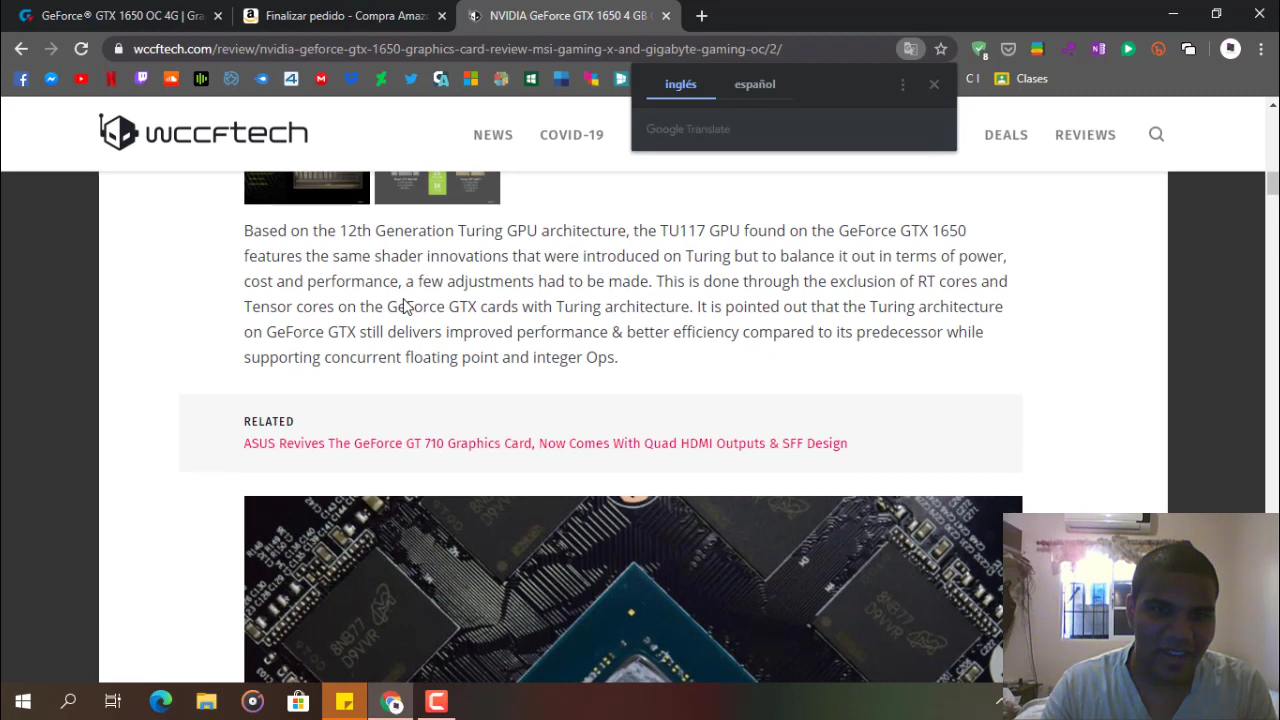 GeForce® GTX 1650 OC 4G | Gra
Finalizar pedido - Compra Amaz
NVIDIA GeForce GTX 1650 4 GB
wccftech.com/review/nvidia-geforce-gtx-1650-graphics-card-review-msi-gaming-x-and-gigabyte-gaming-oc/2/
8
Clases
inglés español
Google Translate
wccFTECH
NEWS COVID-19 DEALS REVIEWS
Based on the 12th Generation Turing GPU architecture, the TU117 GPU found on the GeForce GTX 1650
features the same shader innovations that were introduced on Turing but to balance it out in terms of power,
cost and performance, a few adjustments had to be made. This is done through the exclusion of RT cores and
Tensor cores on the GeForce GTX cards with Turing architecture. It is pointed out that the Turing architecture
on GeForce GTX still delivers improved performance & better efficiency compared to its predecessor while
supporting concurrent floating point and integer Ops.
RELATED
ASUS Revives The GeForce GT 710 Graphics Card, Now Comes With Quad HDMI Outputs & SFF Design
8NB77
D9VVR